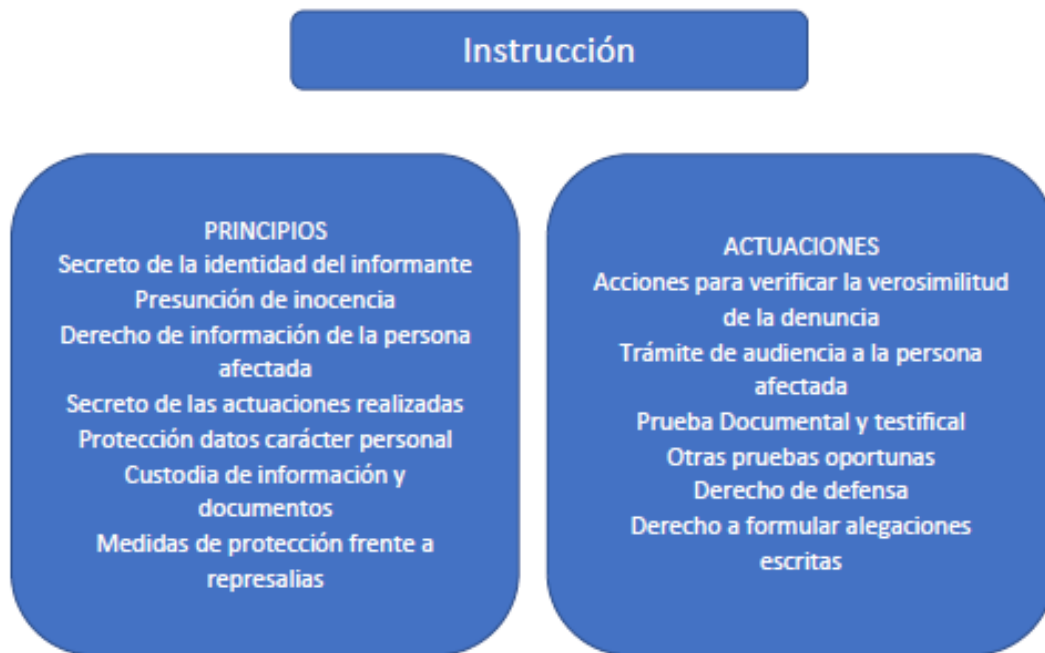 Instrucción
PRINCIPIOS
Secreto de la identidad del informante
Presunción de inocencia
Derecho de información de la persona
afectada
Secreto de las actuaciones realizadas
Protección datos carácter personal
Custodia de información y
documentos
Medidas de protección frente a
represalias
ACTUACIONES
Acciones para verificar la verosimilitud
de la denuncia
Trámite de audiencia a la persona
afectada
Prueba Documental y testifical
Otras pruebas oportunas
Derecho de defensa
Derecho a formular alegaciones
escritas